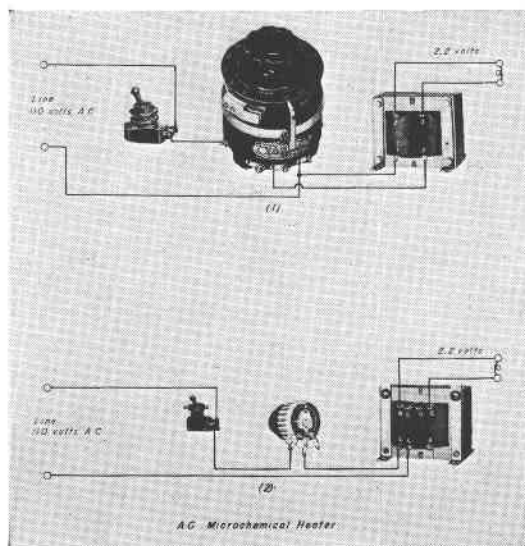 2.2 volts
Line
110 volts A C
(1)
2.2 volts
Line
110 volts A C
(2)
A C Microchemical Heater